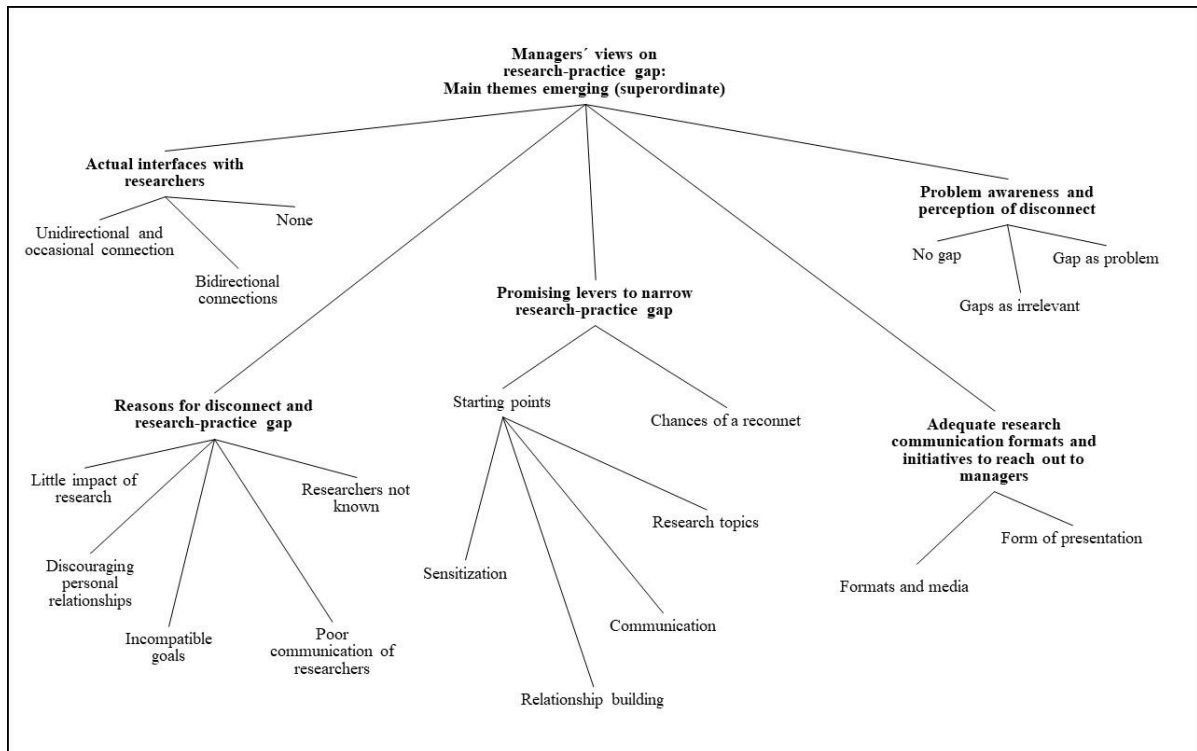 Managers´ views on
research-practice gap:
Main themes emerging (superordinate)
Actual interfaces with
researchers
Unidirectional and
occasional connection
Bidirectional
connections
None
Problem awareness and
perception of disconnect
No gap
Gaps as irrelevant
Gap as problem
Promising levers to narrow
research-practice gap
Starting points
Chances of a reconnet
Sensitization
Relationship building
Communication
Research topics
Reasons for disconnect and
research-practice gap
Little impact of
research
Discouraging
personal
relationships
Incompatible
goals
Poor
communication of
researchers
Researchers not
known
Adequate research
communication formats and
initiatives to reach out to
managers
Formats and media
Form of presentation